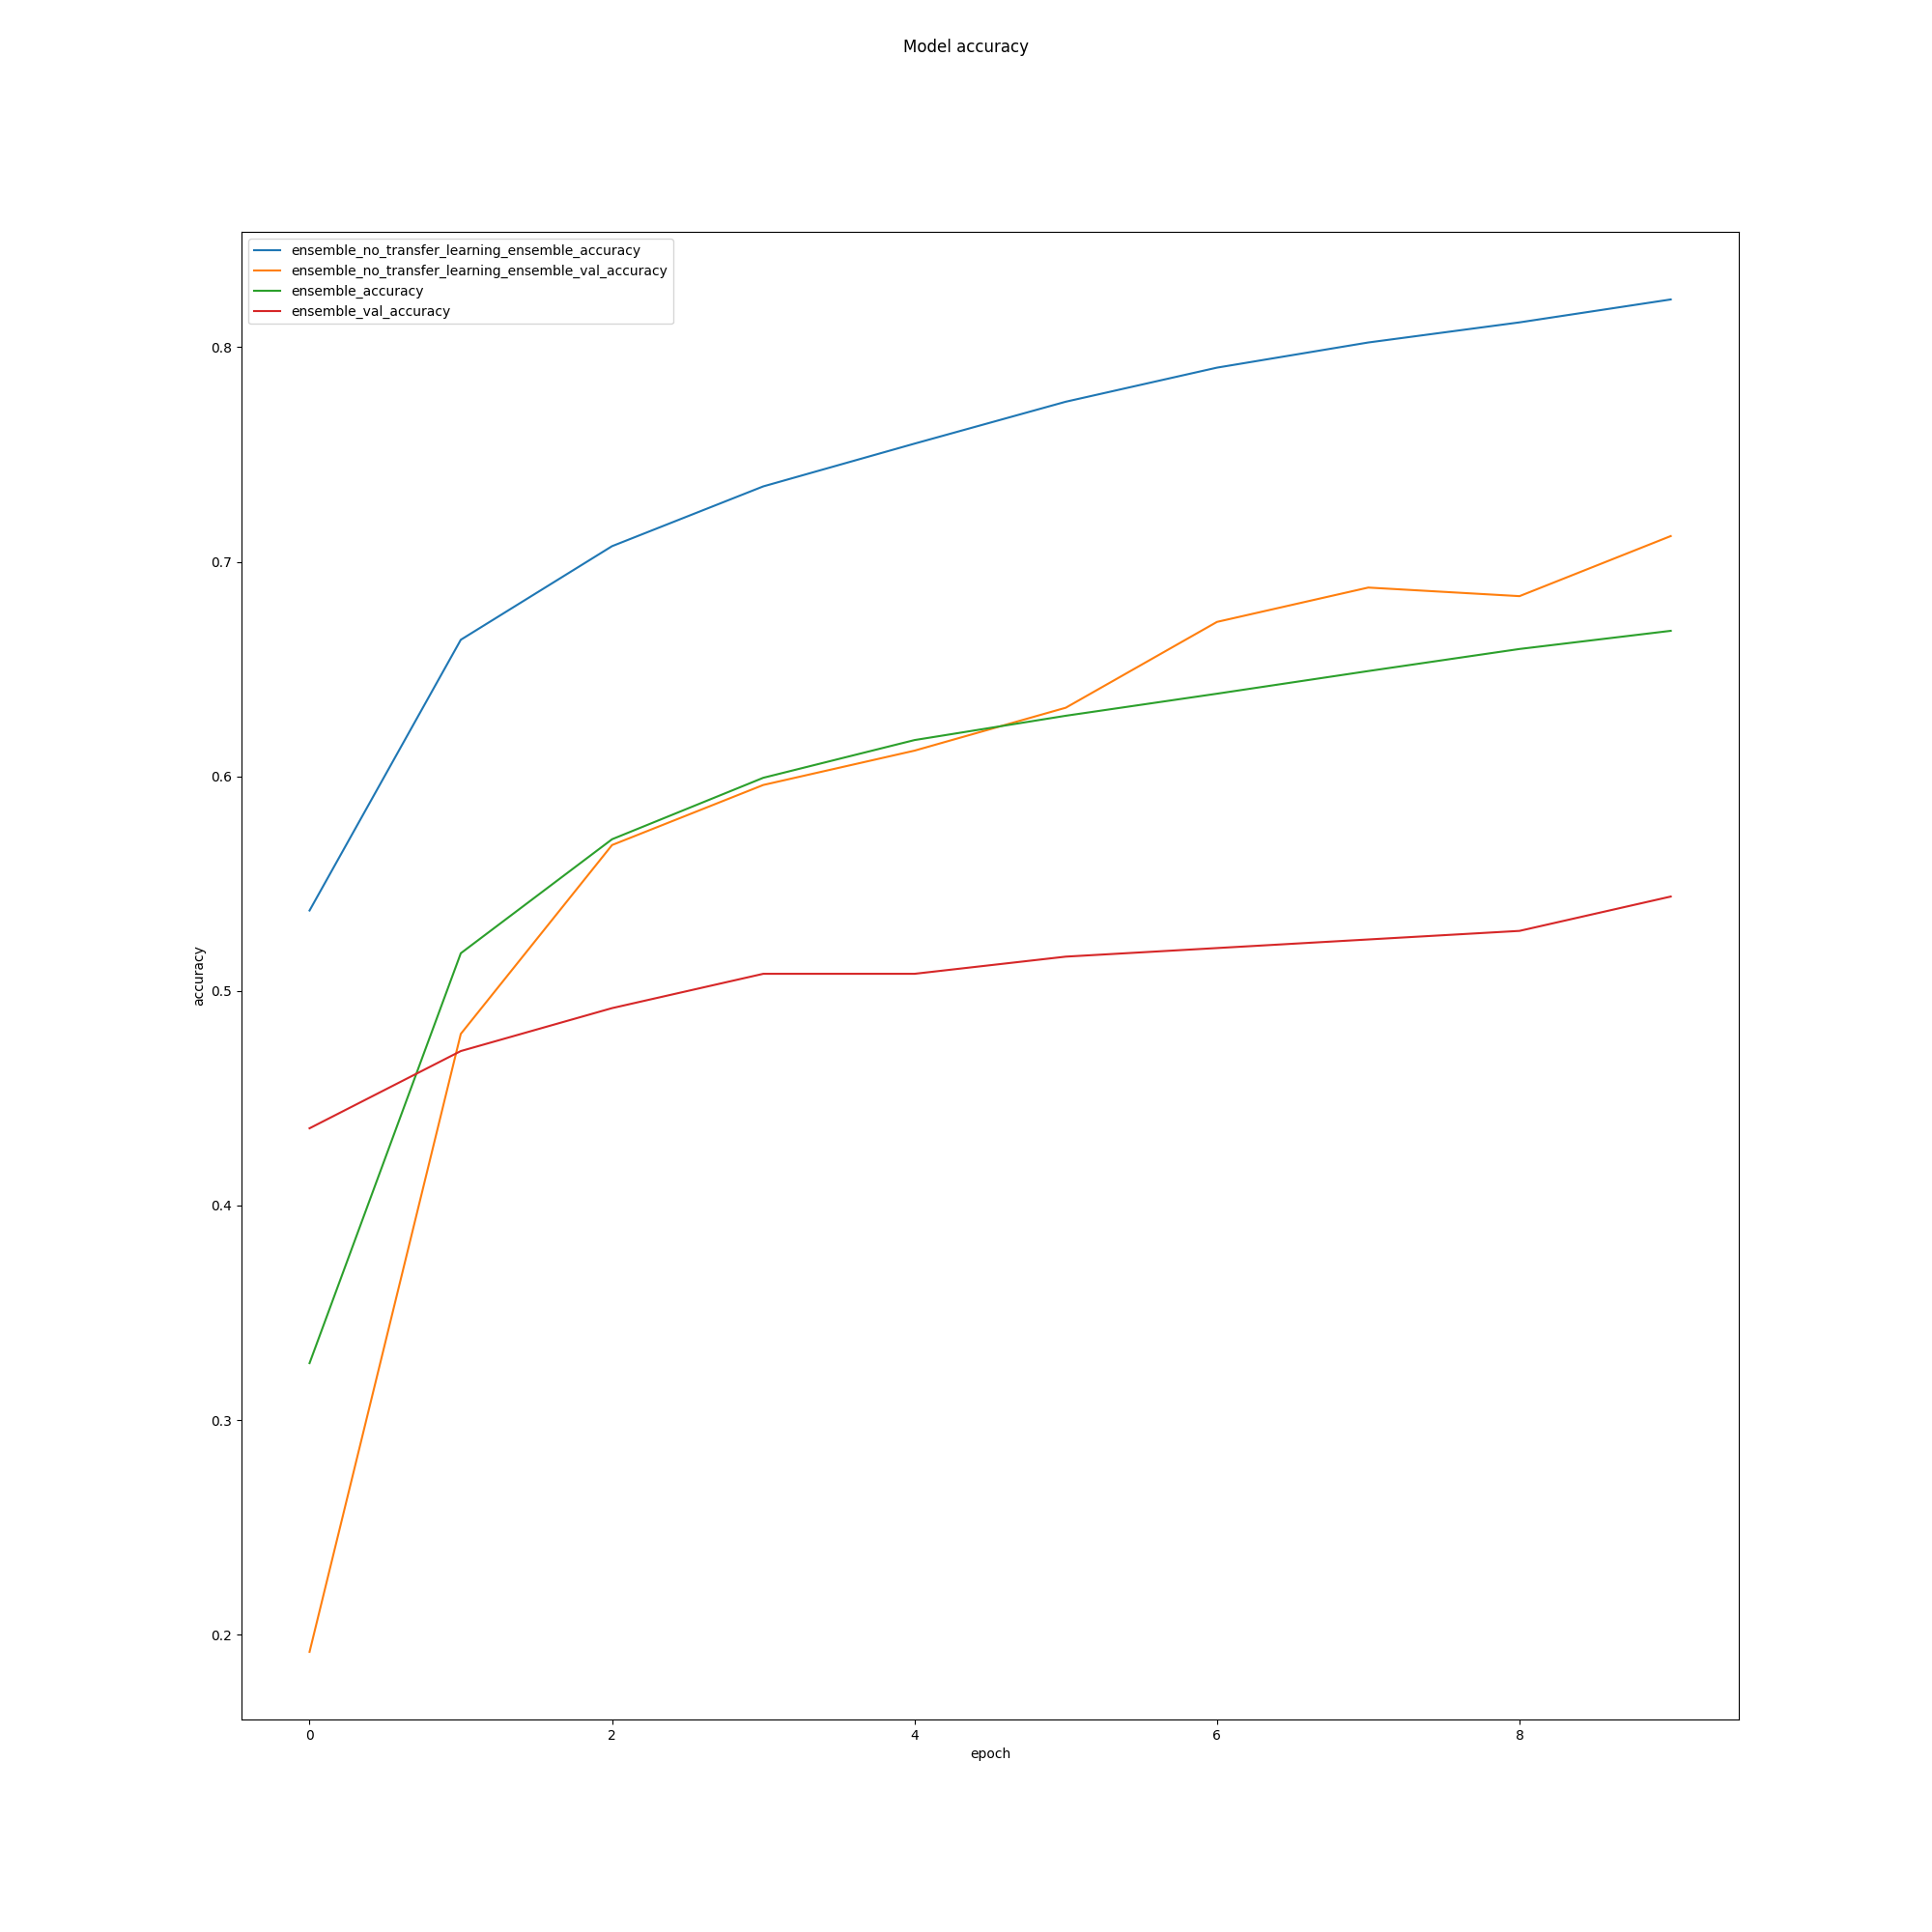 Model accuracy
ensemble_no_transfer_learning_ensemble_accuracy
ensemble_no_transfer_learning_ensemble_val_accuracy
ensemble_accuracy
ensemble_val_accuracy
0.8
0.7
0.6
0.5
0.4
0.3
0.2
accuracy
0 2 4 6 8
epoch